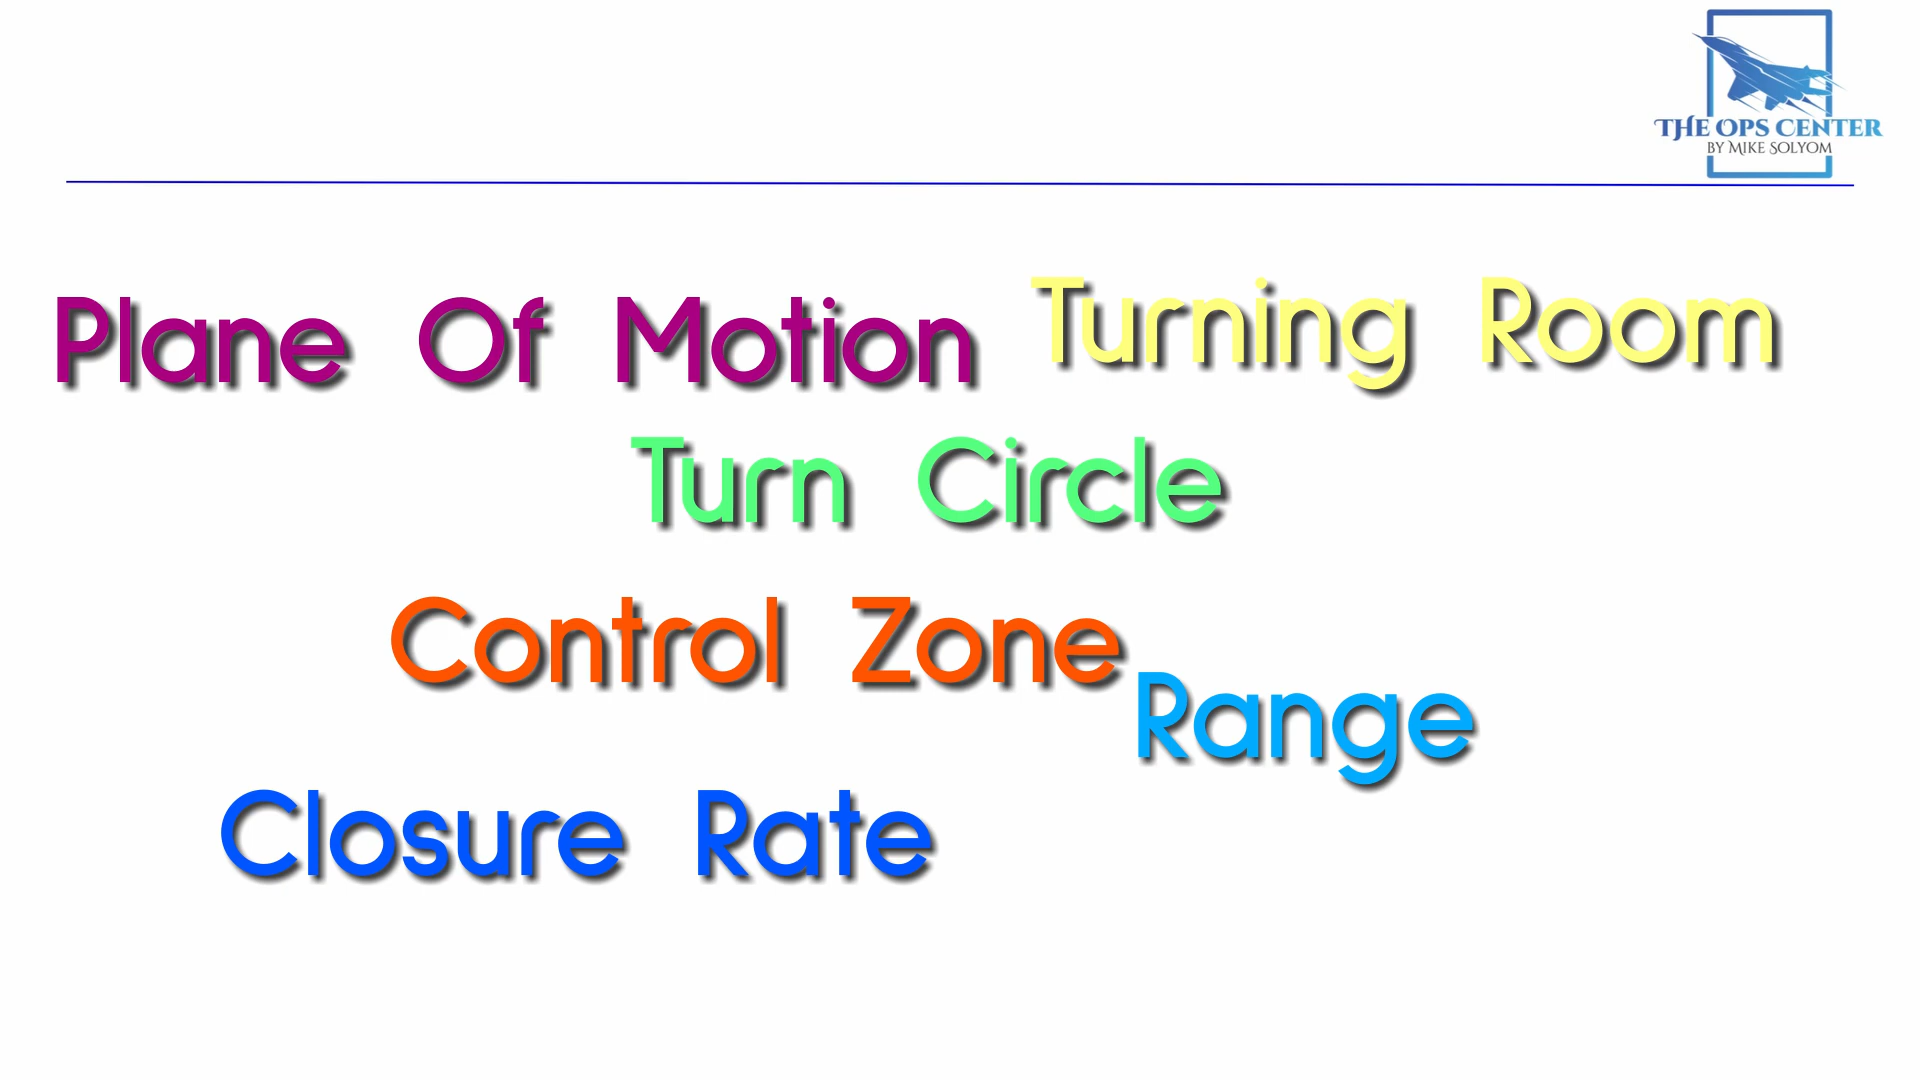 THE OPS CENTER
BY MIKE SOLYOM
Plane Of Motion
Turning Room
Turn Circle
Control Zone
Range
Closure Rate